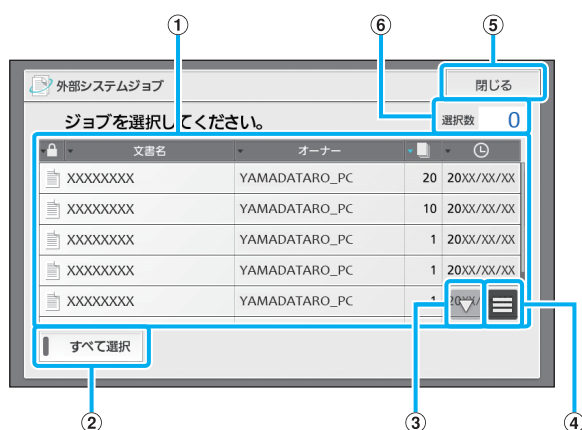 ① ⑥ ⑤
外部システムジョブ 閉じる
ジョブを選択してください。 選択数 0
文書名 オーナー
XXXXXXXX YAMADATARO_PC 20 20XX/XX/XX
XXXXXXXX YAMADATARO_PC 10 20XX/XX/XX
XXXXXXXX YAMADATARO_PC 1 20XX/XX/XX
XXXXXXXX YAMADATARO_PC 1 20XX/XX/XX
XXXXXXXX YAMADATARO_PC 1 20XX/
すべて選択
② ③ ④